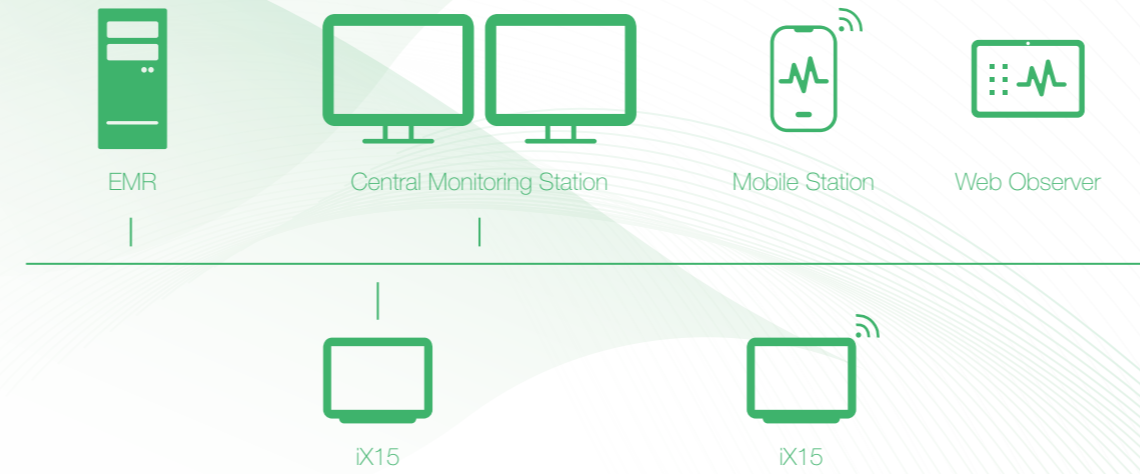 EMR
Central Monitoring Station
Mobile Station
Web Observer
iX15
iX15